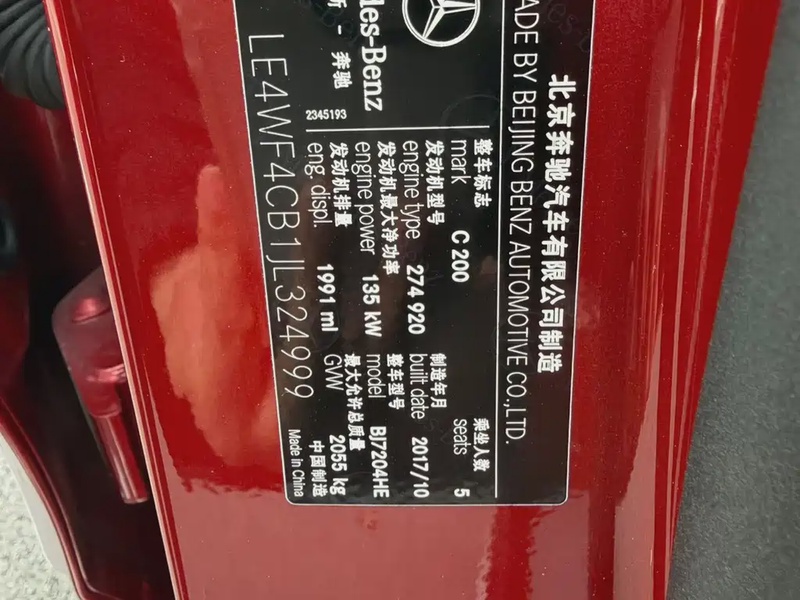 北京奔驰汽车有限公司制造
MADE BY BEIJING BENZ AUTOMOTIVE CO.,LTD.
整车标志 乘坐人数
mark C 200 seats 5
发动机型号 制造年月
engine type 274 920 built date 2017/10
发动机最大净功率 整车型号
engine power 135 kW model BJ7204HE
发动机排量 最大允许总质量
eng. displ. 1991 ml GVW 2055 kg
中国制造
Made in China
des-Benz
斯 - 奔驰
2345193
LE4WF4CB1JL324999